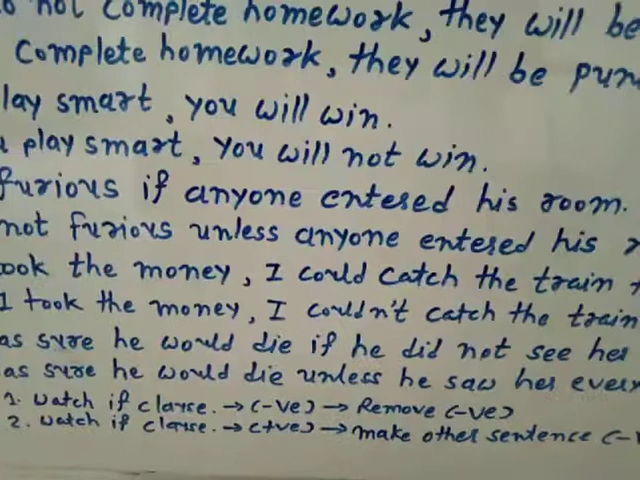 not complete homework, they will be
complete homework, they will be
lay smart, you will win.
play smart, you will not win.
furious if anyone entered his room.
not furious unless anyone entered his
ook the money, I could catch the train
I took the money, I couldn't catch the train
as sure he would die if he did not see her
as sure he would die unless he saw her every
1. Watch if clause. → (-ve) → Remove (-ve)
2. Watch if clause. → (+ve) → make other sentence (-